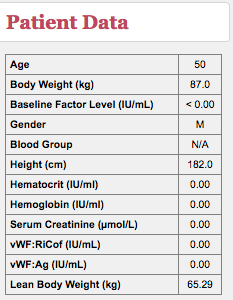 Patient Data
Age 50
Body Weight (kg) 87.0
Baseline Factor Level (IU/mL) < 0.00
Gender M
Blood Group N/A
Height (cm) 182.0
Hematocrit (IU/ml) 0.00
Hemoglobin (IU/ml) 0.00
Serum Creatinine (µmol/L) 0.00
vWF:RiCof (IU/mL) 0.00
vWF:Ag (IU/mL) 0.00
Lean Body Weight (kg) 65.29